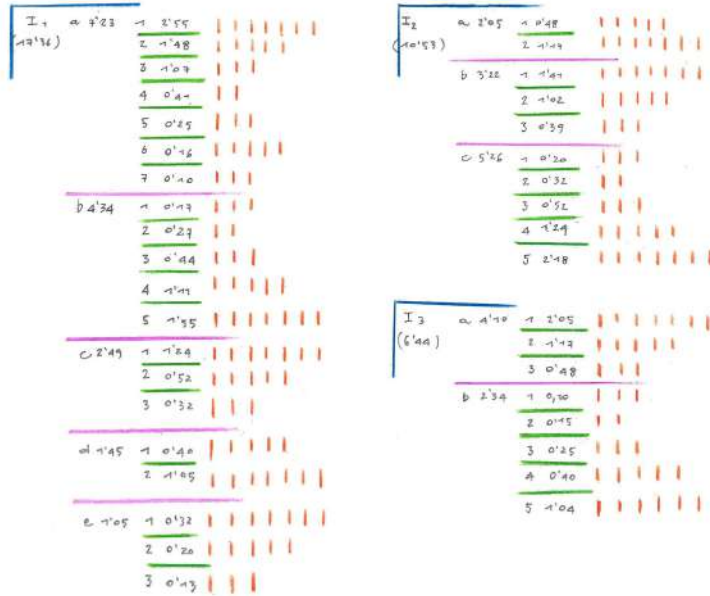 I1 a 7'23 1 2'55
(17'36) 2 1'48
3 1'07
4 0'41
5 0'25
6 0'16
7 0'10
b 4'34 1 0'17
2 0'27
3 0'44
4 1'11
5 1'55
c 2'49 1 1'24
2 0'52
3 0'32
d 1'45 1 0'40
2 1'05
e 1'05 1 0'32
2 0'20
3 0'13
I2 a 2'05 1 0'48
(10'53) 2 1'17
b 3'22 1 1'41
2 1'02
3 0'39
c 5'26 1 0'20
2 0'32
3 0'52
4 1'24
5 2'18
I3 a 4'10 1 2'05
(6'44) 2 1'17
3 0'48
b 2'34 1 0,10
2 0'15
3 0'25
4 0'40
5 1'04